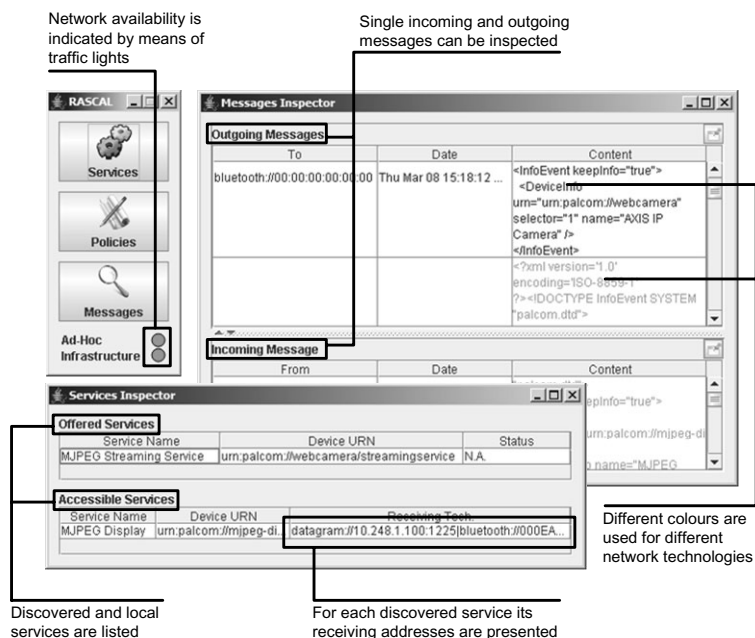 Network availability is
indicated by means of
traffic lights
Single incoming and outgoing
messages can be inspected
RASCAL
Services
Policies
Messages
Ad-Hoc
Infrastructure
Messages Inspector
Outgoing Messages
To Date Content
bluetooth://00:00:00:00:00:00 Thu Mar 08 15:18:12 ...
<InfoEvent keepInfo="true">
<DeviceInfo
urn="urn:palcom://webcamera"
selector="1" name="AXIS IP
Camera" />
</InfoEvent>
<?xml version='1.0'
encoding='ISO-8859-1'
?><!DOCTYPE InfoEvent SYSTEM
"palcom.dtd">
Incoming Message
From Date Content
epInfo="true">
urn:palcom://mjpeg-di
name="MJPEG
Services Inspector
Offered Services
Service Name Device URN Status
MJPEG Streaming Service urn:palcom://webcamera/streamingservice N.A.
Accessible Services
Service Name Device URN Receiving Tech.
MJPEG Display urn:palcom://mjpeg-di... datagram://10.248.1.100:1225|bluetooth://000EA...
Different colours are
used for different
network technologies
Discovered and local
services are listed
For each discovered service its
receiving addresses are presented